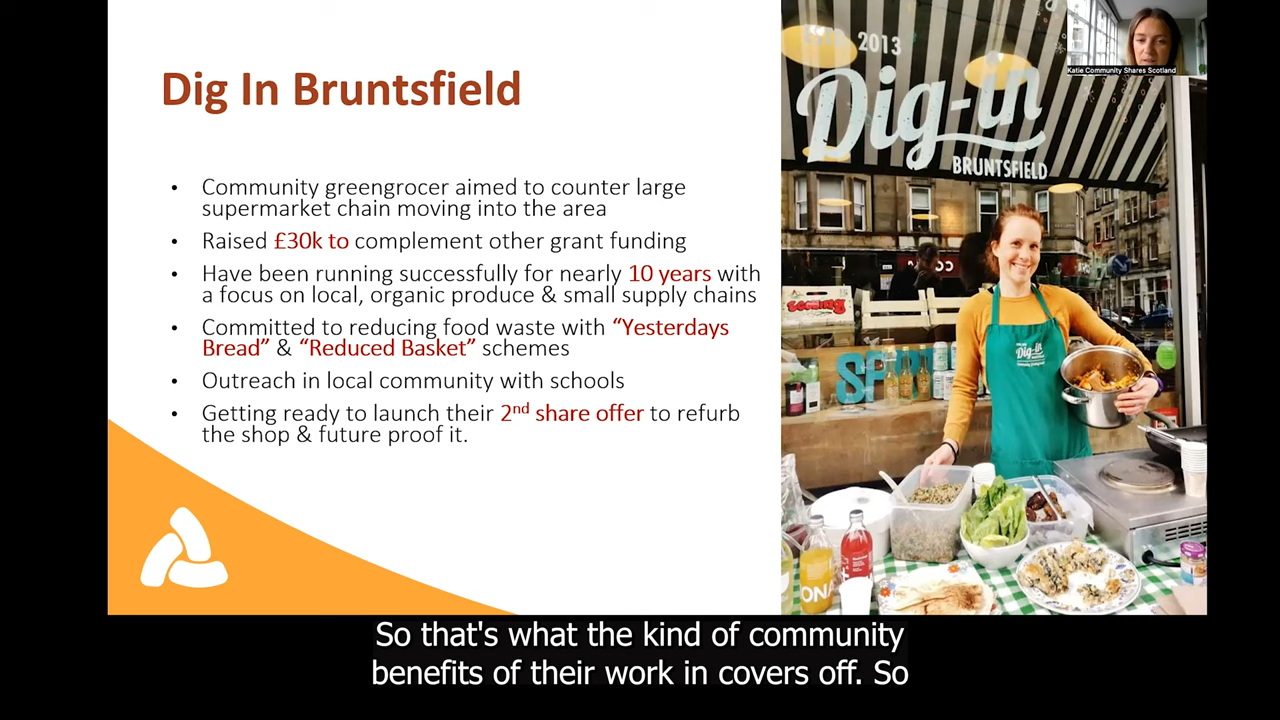 Dig In Bruntsfield
• Community greengrocer aimed to counter large
supermarket chain moving into the area
• Raised £30k to complement other grant funding
• Have been running successfully for nearly 10 years with
a focus on local, organic produce & small supply chains
• Committed to reducing food waste with “Yesterdays
Bread” & “Reduced Basket” schemes
• Outreach in local community with schools
• Getting ready to launch their 2nd share offer to refurb
the shop & future proof it.
2013
Dig-in
BRUNTSFIELD
Dig-in
Katie Community Shares Scotland
So that's what the kind of community
benefits of their work in covers off. So